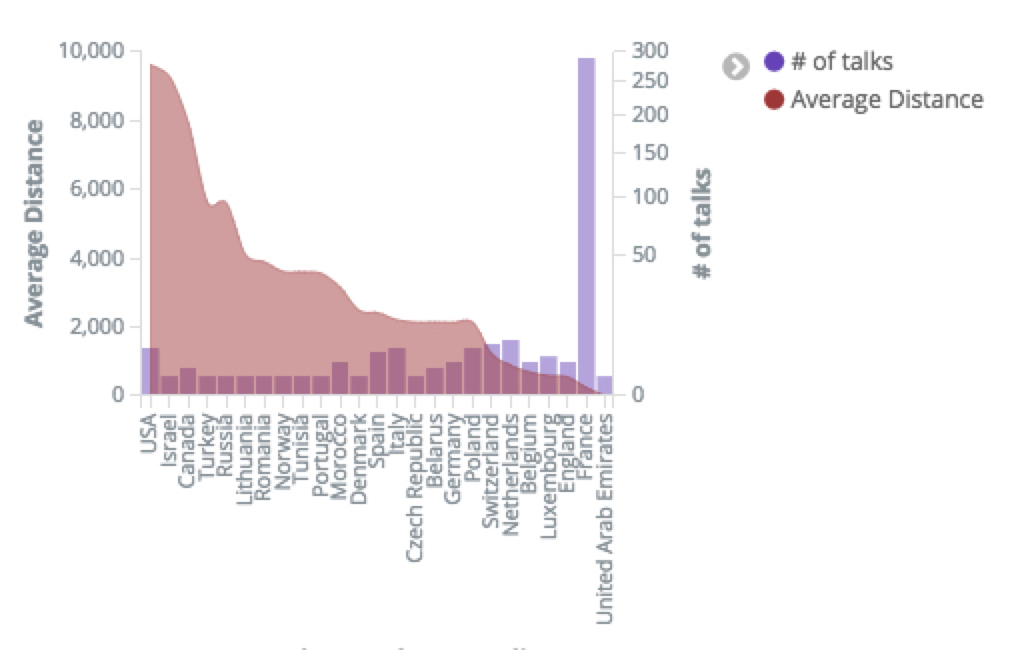 10,000
8,000
6,000
4,000
2,000
0
Average Distance
300
250
200
150
100
50
0
# of talks
# of talks
Average Distance
USA
Israel
Canada
Turkey
Russia
Lithuania
Romania
Norway
Tunisia
Portugal
Morocco
Denmark
Spain
Italy
Czech Republic
Belarus
Germany
Poland
Switzerland
Netherlands
Belgium
Luxembourg
England
France
United Arab Emirates